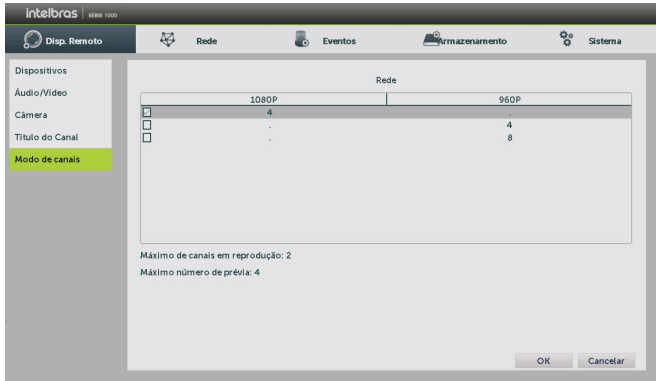 intelbras | SÉRIE 1000
Disp. Remoto Rede Eventos Armazenamento Sistema
Dispositivos
Áudio/Vídeo
Câmera
Título do Canal
Modo de canais
Rede
1080P 960P
4 .
. 4
. 8
Máximo de canais em reprodução: 2
Máximo número de prévia: 4
OK Cancelar